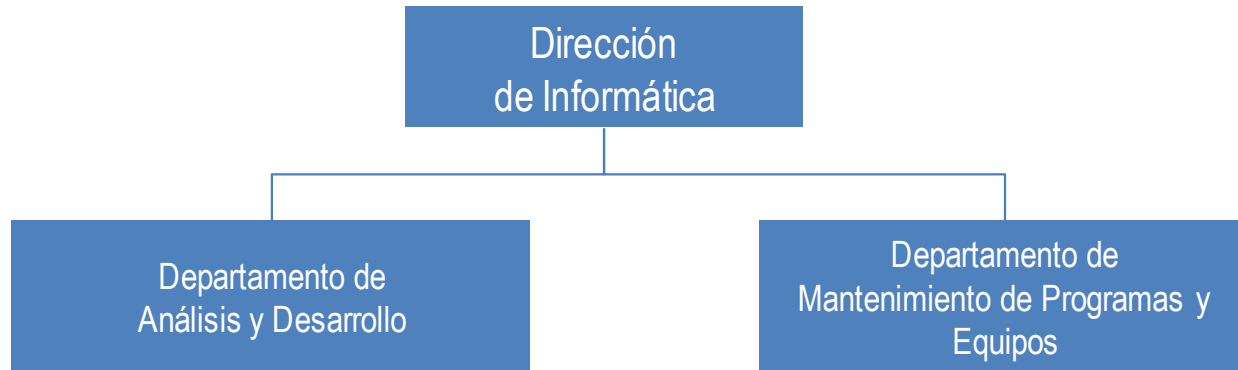 Dirección
de Informática
Departamento de
Análisis y Desarrollo
Departamento de
Mantenimiento de Programas y
Equipos